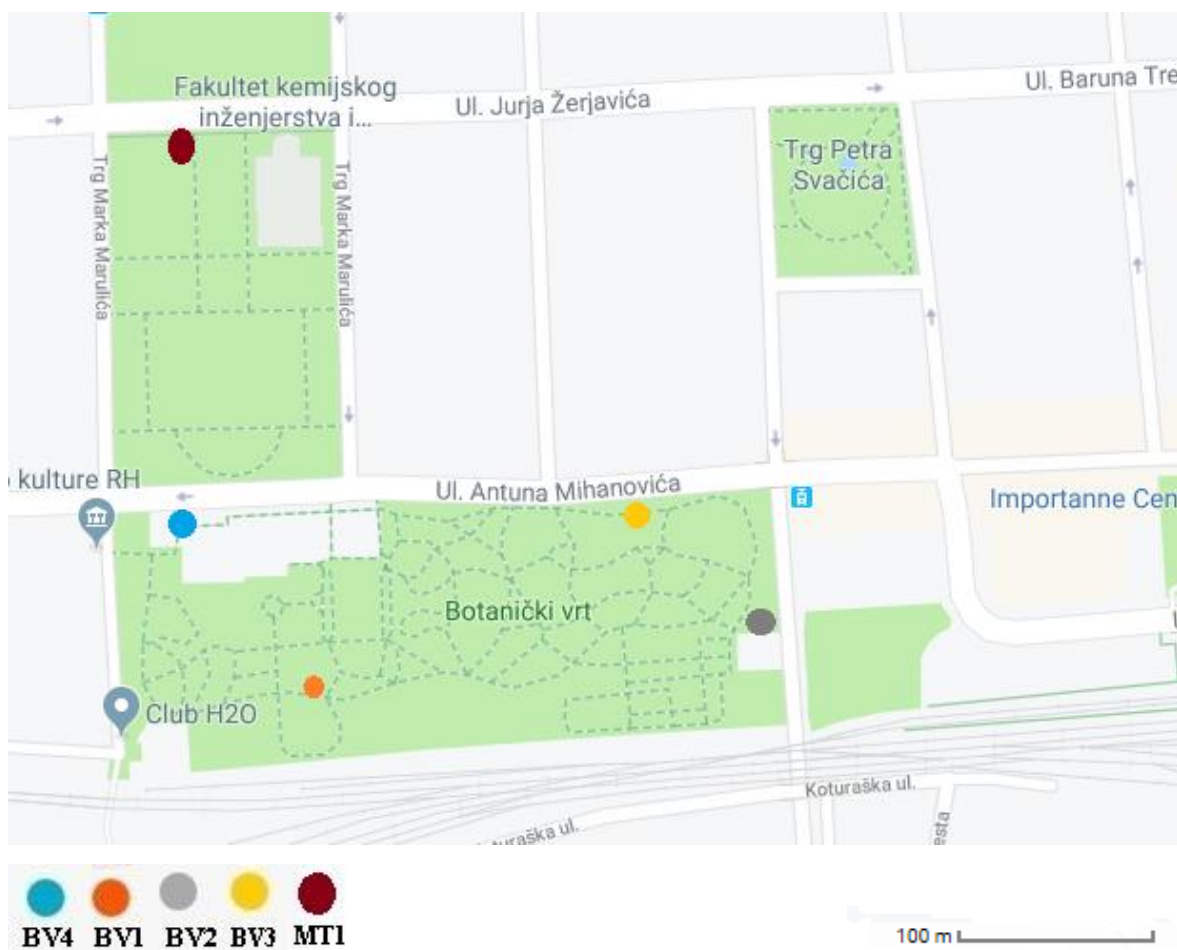 Fakultet kemijskog
inženjerstva i...
Ul. Jurja Žerjavića
Ul. Baruna Tre
Trg Petra
Svačića
Trg Marka Marulića
Trg Marka Marulića
kulture RH
Ul. Antuna Mihanovića
Importanne Cen
Botanički vrt
Club H2O
Koturaška ul.
oturaška ul.
esta
BV4 BV1 BV2 BV3 MT1
100 m